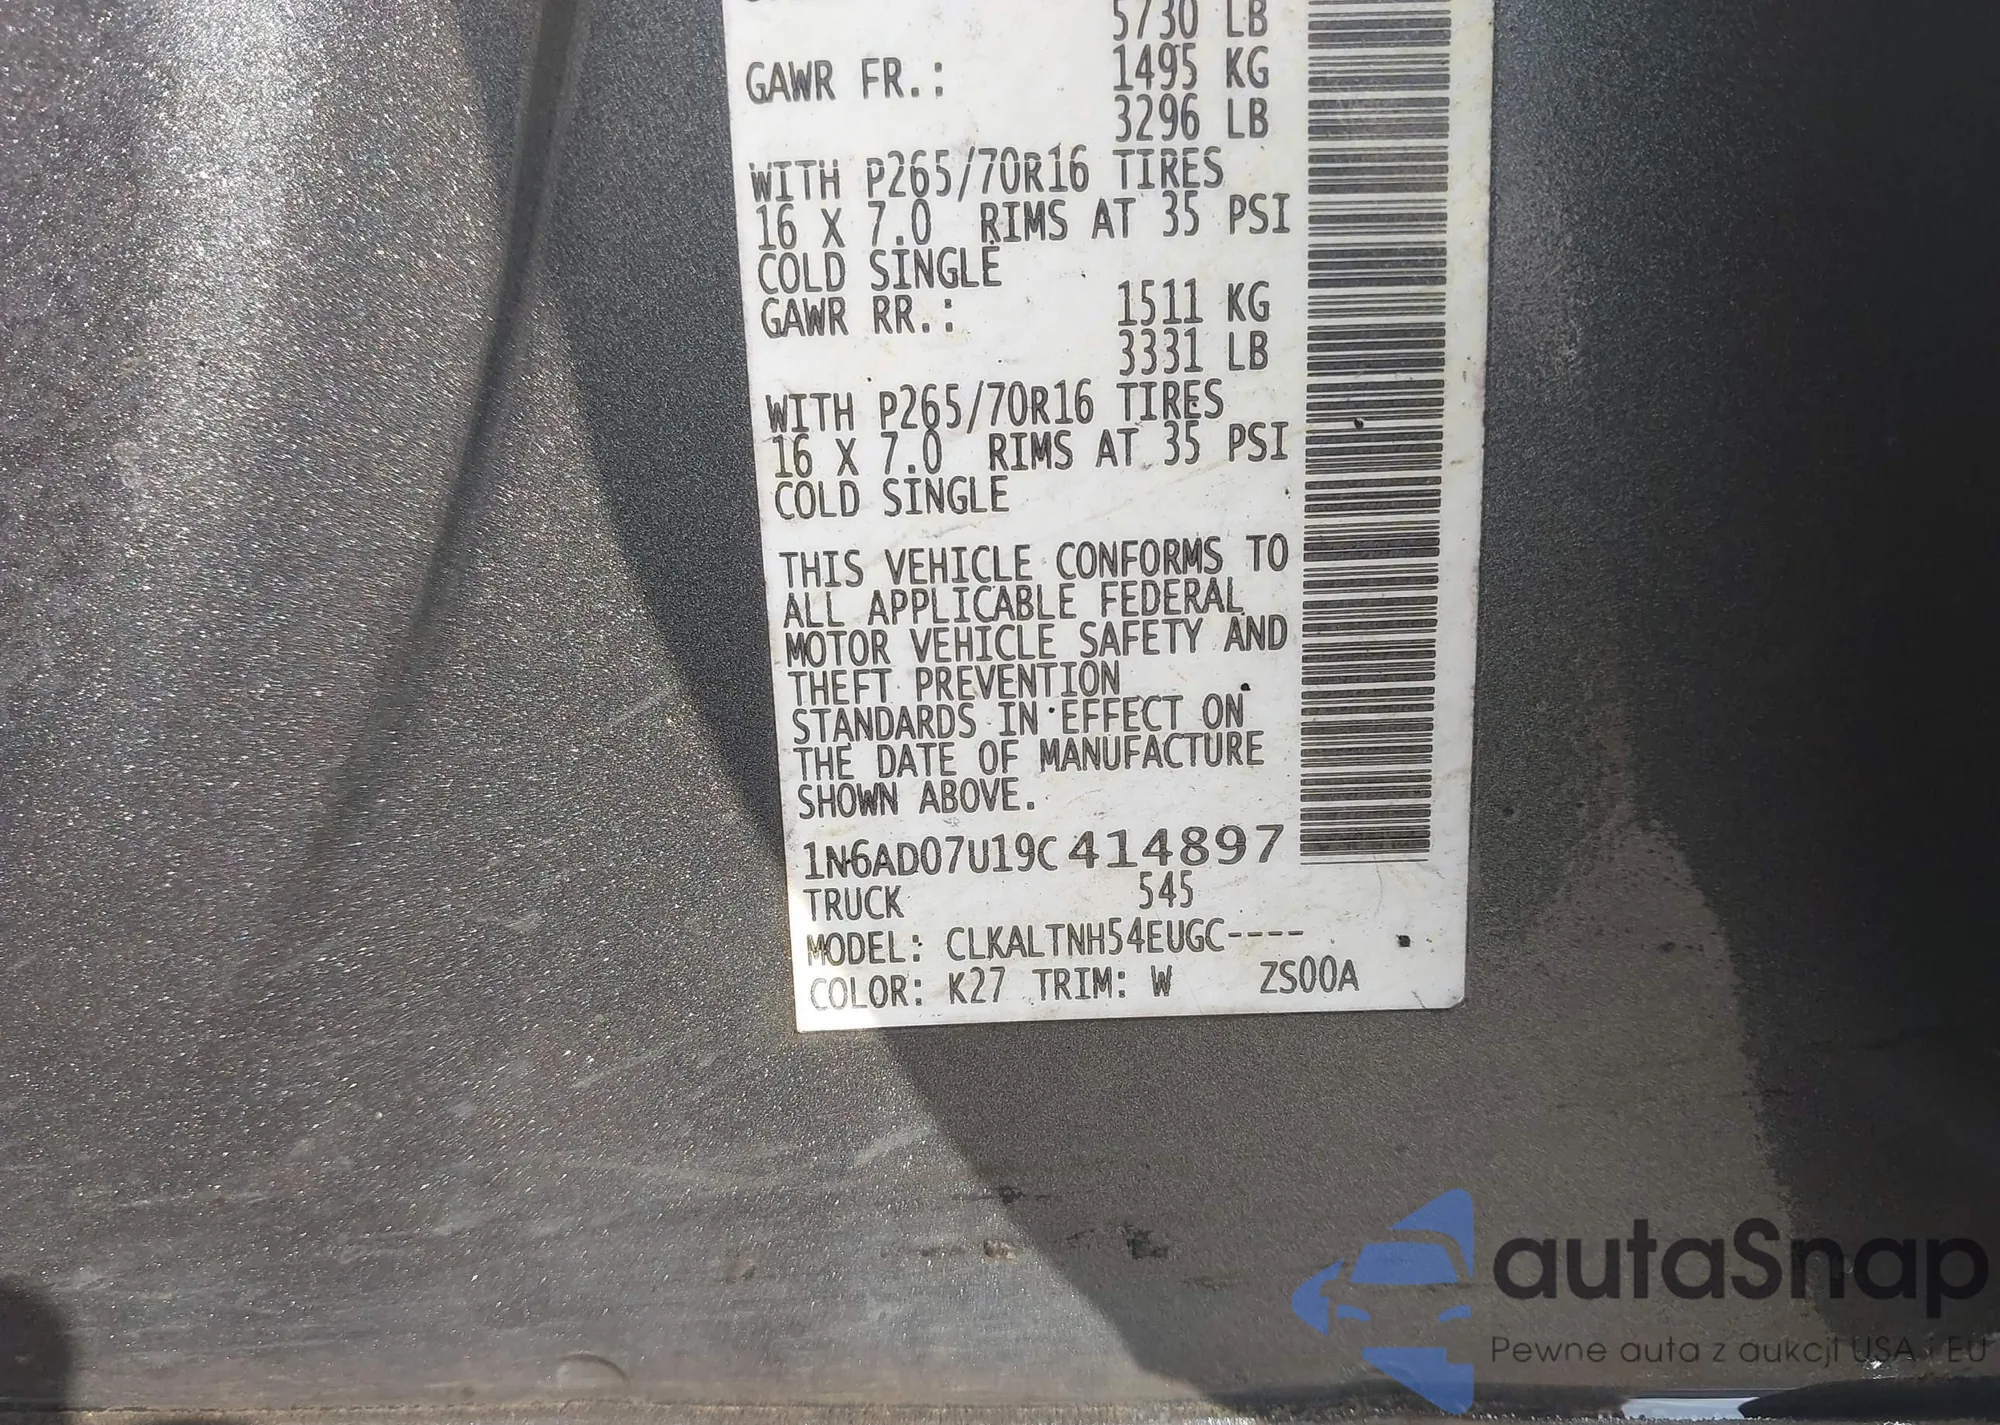 5730 LB
GAWR FR.: 1495 KG
3296 LB
WITH P265/70R16 TIRES
16 X 7.0 RIMS AT 35 PSI
COLD SINGLE
GAWR RR.: 1511 KG
3331 LB
WITH P265/70R16 TIRES
16 X 7.0 RIMS AT 35 PSI
COLD SINGLE
THIS VEHICLE CONFORMS TO
ALL APPLICABLE FEDERAL
MOTOR VEHICLE SAFETY AND
THEFT PREVENTION
STANDARDS IN EFFECT ON
THE DATE OF MANUFACTURE
SHOWN ABOVE.
1N6AD07U19C414897
TRUCK 545
MODEL: CLKALTNH54EUGC----
COLOR: K27 TRIM: W ZS00A
autaSnap
Pewne auta z aukcji USA i EU